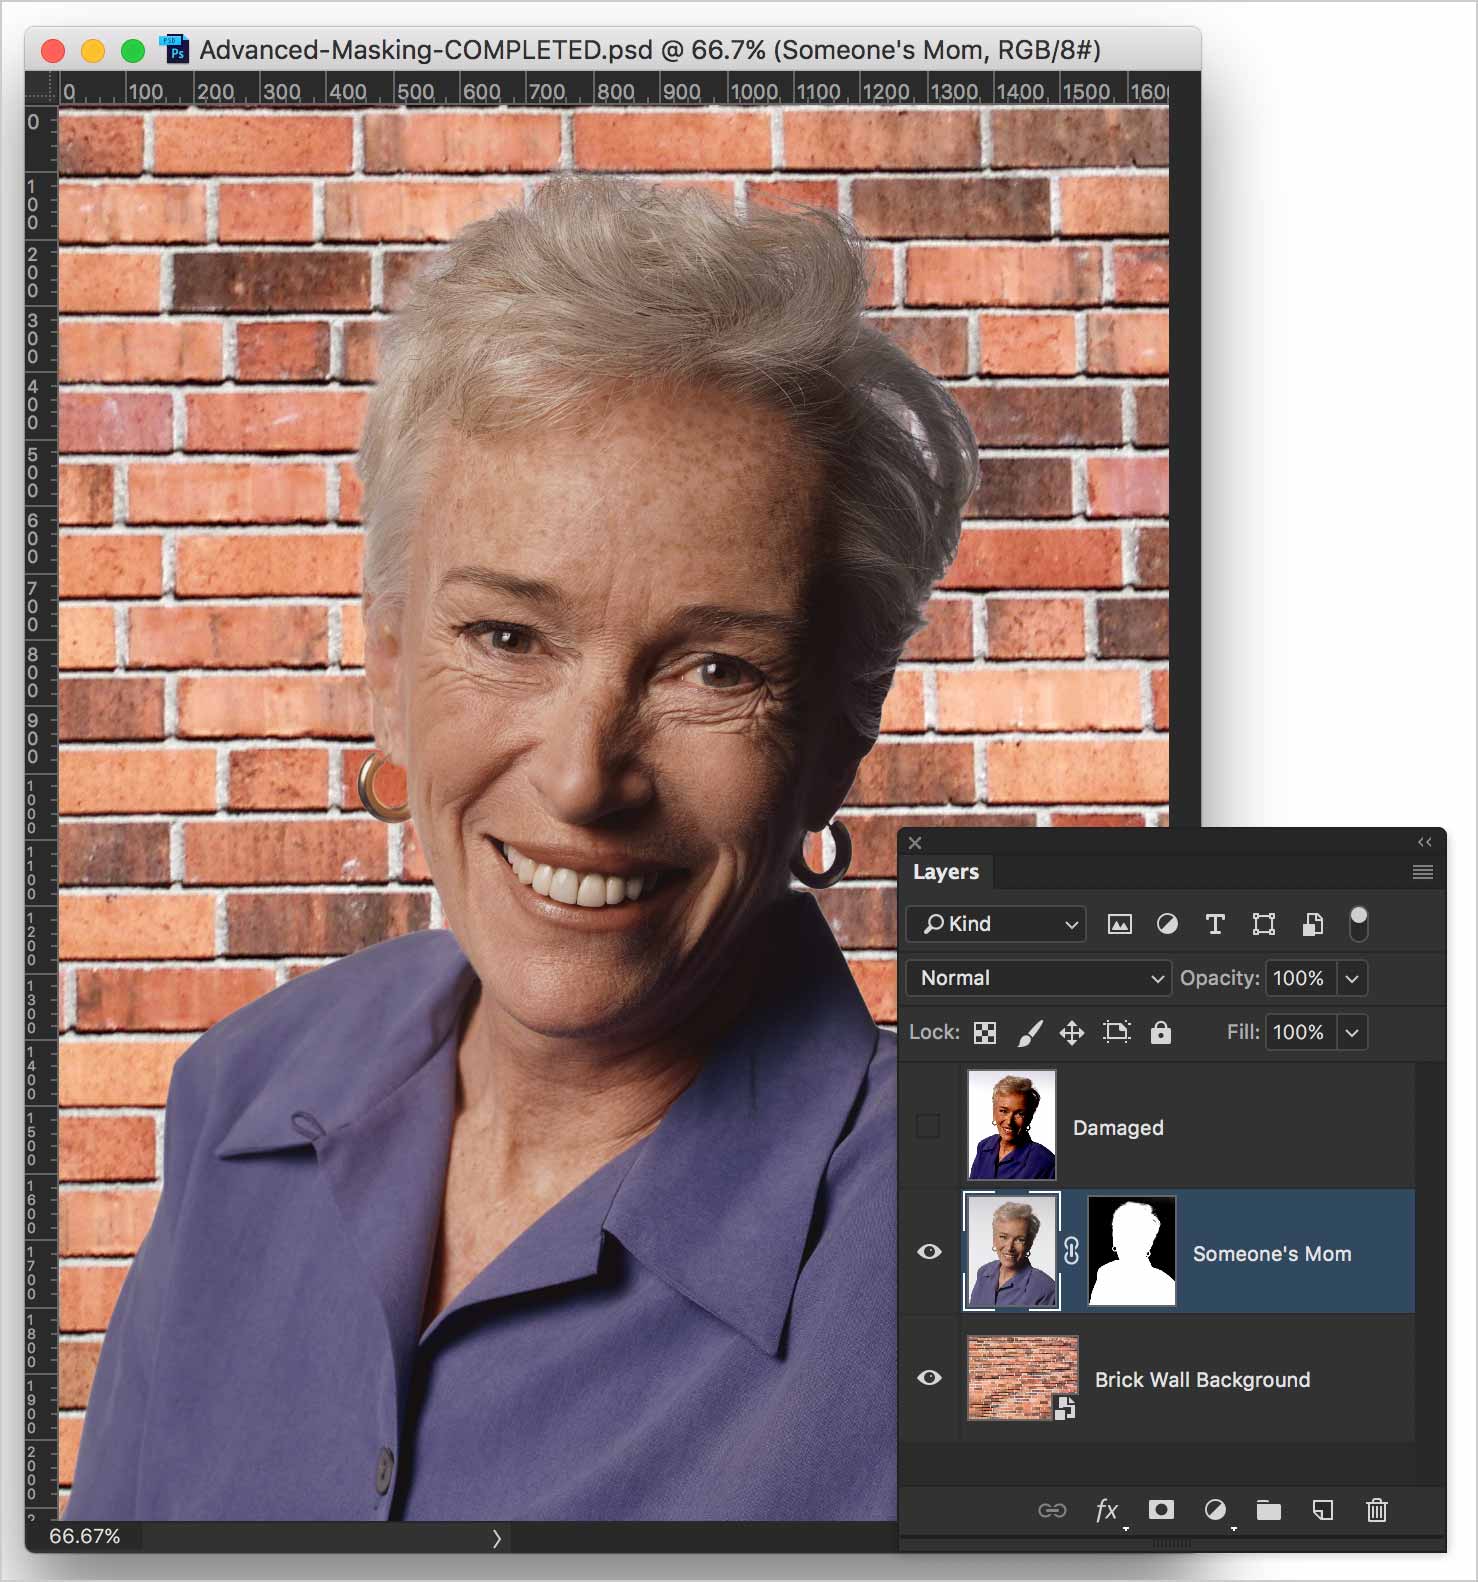 Advanced-Masking-COMPLETED.psd @ 66.7% (Someone's Mom, RGB/8#)
0 100 200 300 400 500 600 700 800 900 1000 1100 1200 1300 1400 1500 160
0
100
200
300
400
500
600
700
800
900
1000
1100
1200
1300
1400
1500
1600
1700
1800
1900
2000
Layers
Kind
Normal Opacity: 100%
Lock: Fill: 100%
Damaged
Someone's Mom
Brick Wall Background
fx
66.67%